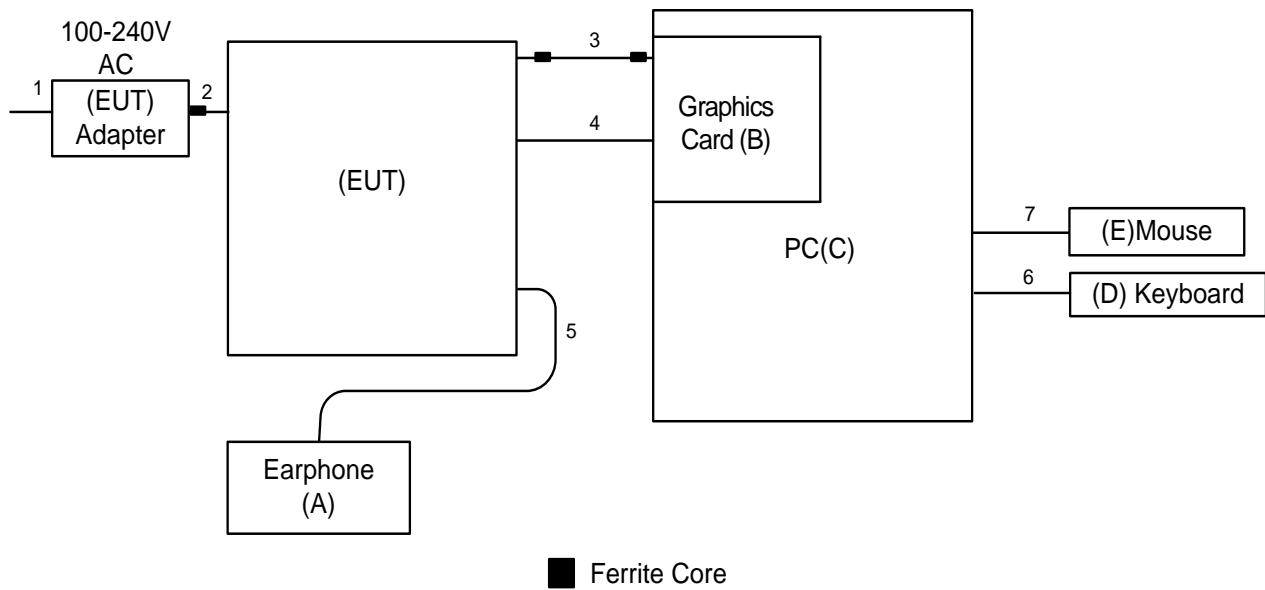 100-240V
AC
1
(EUT)
Adapter
2
(EUT)
3
4
Graphics
Card (B)
PC(C)
7
(E)Mouse
6
(D) Keyboard
5
Earphone
(A)
Ferrite Core